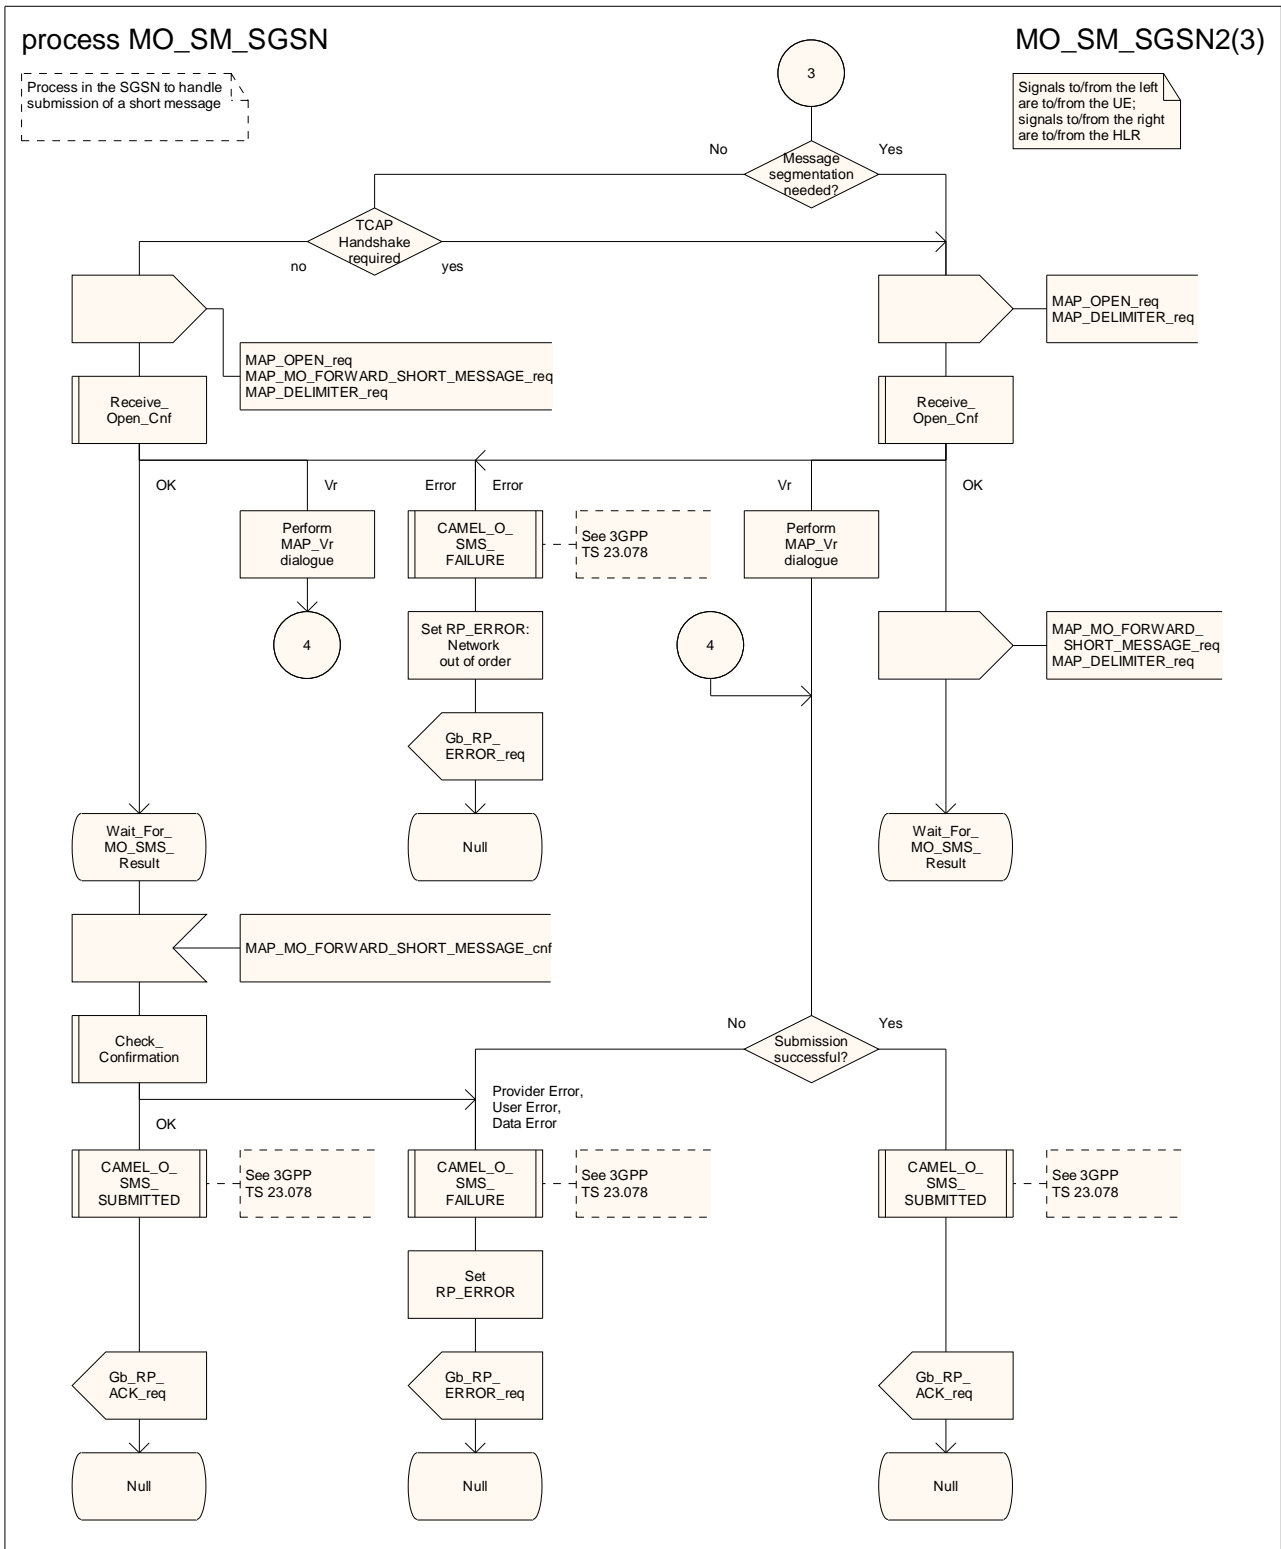 process MO_SM_SGSN
MO_SM_SGSN2(3)
Process in the SGSN to handle
submission of a short message
3
Signals to/from the left
are to/from the UE;
signals to/from the right
are to/from the HLR
No
Message
segmentation
needed?
Yes
TCAP
Handshake
required
no
yes
MAP_OPEN_req
MAP_DELIMITER_req
MAP_OPEN_req
MAP_MO_FORWARD_SHORT_MESSAGE_req
MAP_DELIMITER_req
Receive_
Open_Cnf
Receive_
Open_Cnf
OK
Vr
Error
Error
Vr
OK
Perform
MAP_Vr
dialogue
CAMEL_O_
SMS_
FAILURE
See 3GPP
TS 23.078
Perform
MAP_Vr
dialogue
4
Set RP_ERROR:
Network
out of order
4
MAP_MO_FORWARD_
SHORT_MESSAGE_req
MAP_DELIMITER_req
Gb_RP_
ERROR_req
Wait_For_
MO_SMS_
Result
Null
Wait_For_
MO_SMS_
Result
MAP_MO_FORWARD_SHORT_MESSAGE_cnf
Check_
Confirmation
No
Submission
successful?
Yes
Provider Error,
User Error,
Data Error
OK
CAMEL_O_
SMS_
SUBMITTED
See 3GPP
TS 23.078
CAMEL_O_
SMS_
FAILURE
See 3GPP
TS 23.078
CAMEL_O_
SMS_
SUBMITTED
See 3GPP
TS 23.078
Set
RP_ERROR
Gb_RP_
ACK_req
Gb_RP_
ERROR_req
Gb_RP_
ACK_req
Null
Null
Null